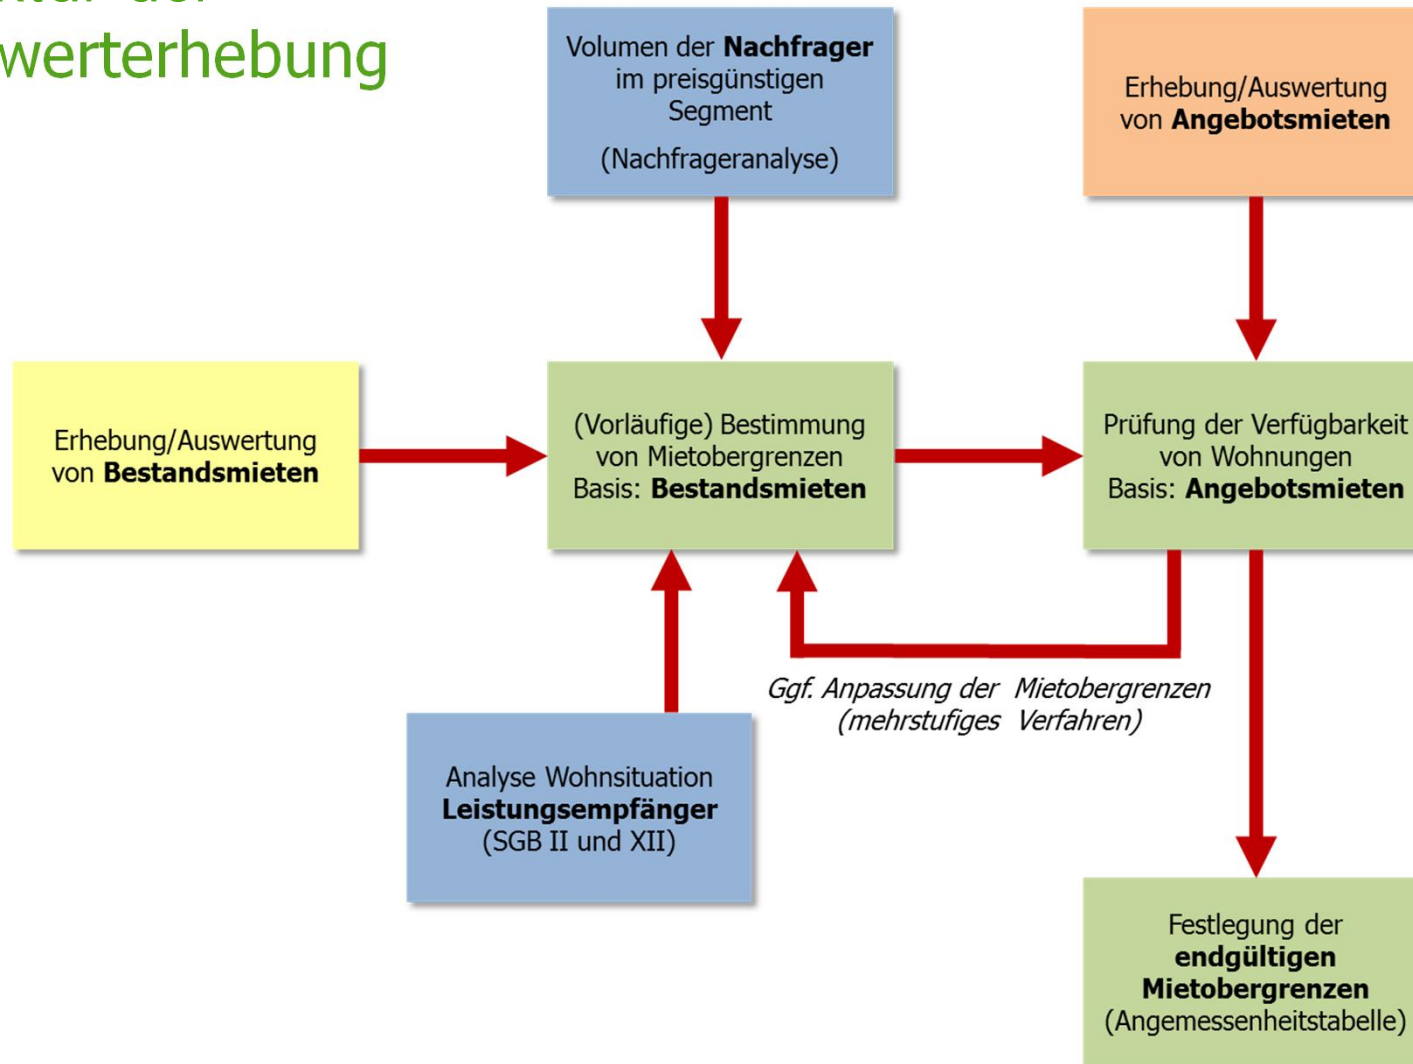 werterhebung
Volumen der Nachfrager
im preisgünstigen
Segment
(Nachfrageranalyse)
Erhebung/Auswertung
von Angebotsmieten
Erhebung/Auswertung
von Bestandsmieten
(Vorläufige) Bestimmung
von Mietobergrenzen
Basis: Bestandsmieten
Prüfung der Verfügbarkeit
von Wohnungen
Basis: Angebotsmieten
Ggf. Anpassung der Mietobergrenzen
(mehrstufiges Verfahren)
Analyse Wohnsituation
Leistungsempfänger
(SGB II und XII)
Festlegung der
endgültigen
Mietobergrenzen
(Angemessenheitstabelle)